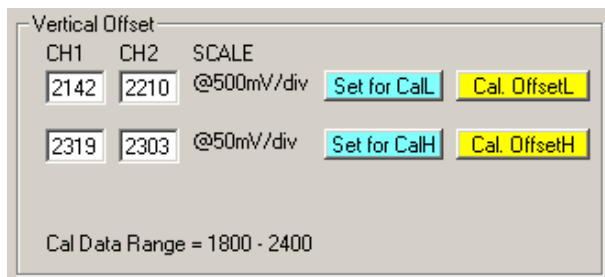 Vertical Offset
CH1 CH2 SCALE
2142 2210 @500mV/div Set for CalL Cal. OffsetL
2319 2303 @50mV/div Set for CalH Cal. OffsetH
Cal Data Range = 1800 - 2400